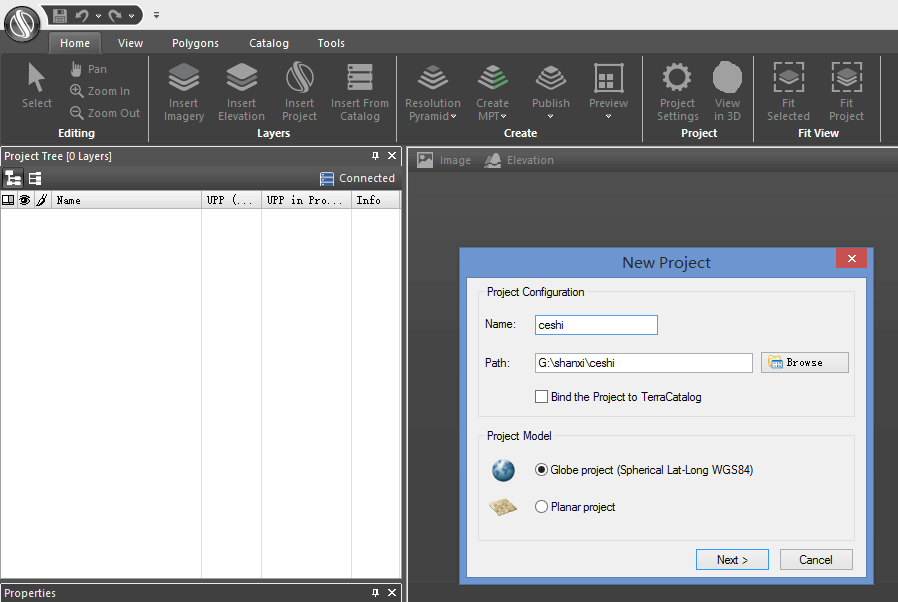 Home View Polygons Catalog Tools
Select Pan Zoom In Zoom Out
Editing
Insert Imagery Insert Elevation Insert Project Insert From Catalog
Layers
Resolution Pyramid Create MPT Publish Preview
Create
Project Settings View in 3D
Project
Fit Selected Fit Project
Fit View
Project Tree [0 Layers]
Connected
Name UPP (... UPP in Pro... Info
Image Elevation
New Project
Project Configuration
Name: ceshi
Path: G:\shanxi\ceshi Browse
Bind the Project to TerraCatalog
Project Model
Globe project (Spherical Lat-Long WGS84)
Planar project
Next > Cancel
Properties